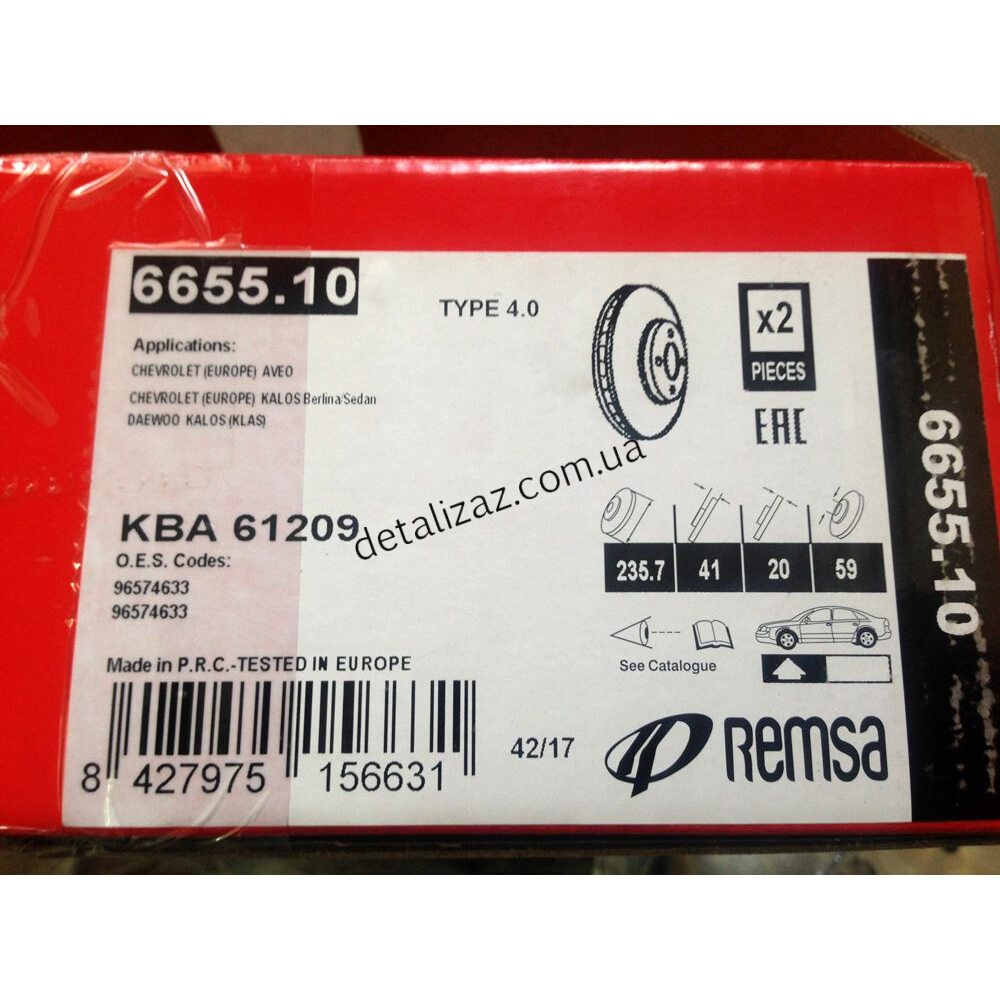 6655.10
TYPE 4.0
x2
PIECES
EAC
Applications:
CHEVROLET (EUROPE) AVEO
CHEVROLET (EUROPE) KALOS Berlina/Sedan
DAEWOO KALOS (KLAS)
detalizaz.com.ua
KBA 61209
O.E.S. Codes:
96574633
96574633
235.7 41 20 59
See Catalogue
Made in P.R.C.-TESTED IN EUROPE
8 427975 156631
42/17
Remsa
6655.10